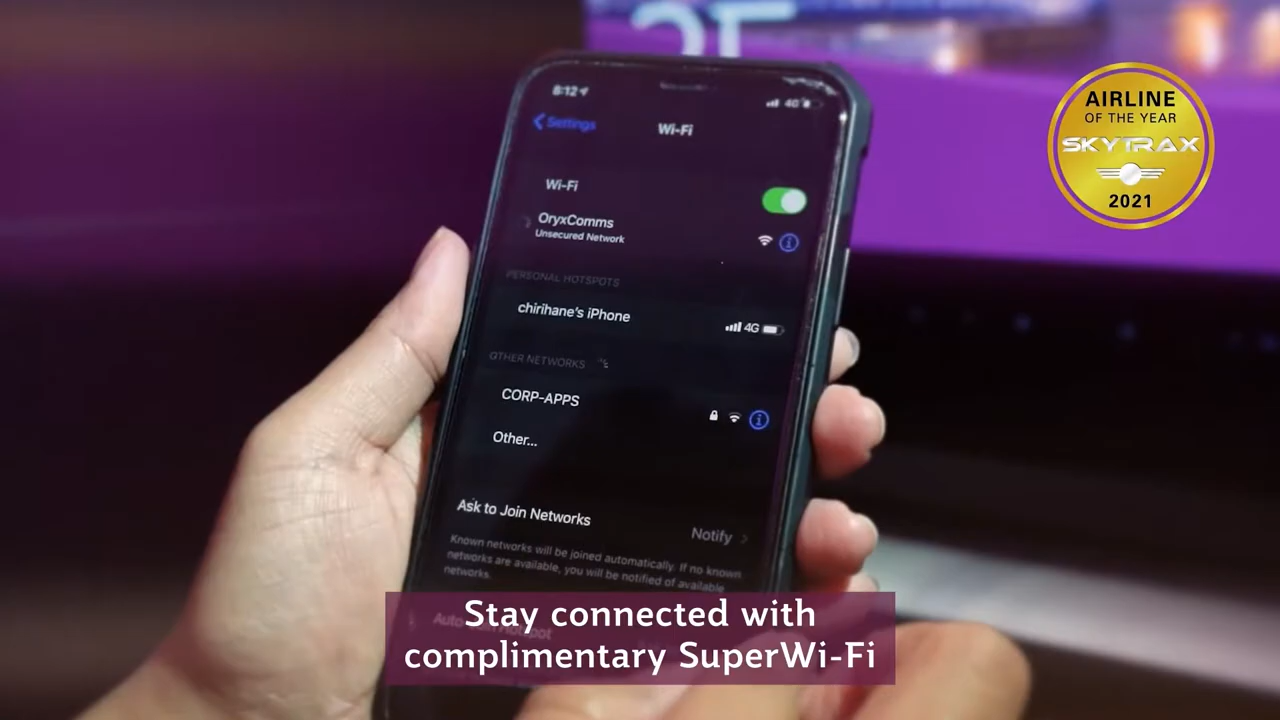 8:12
4G
Settings
Wi-Fi
Wi-Fi
OryxComms
Unsecured Network
PERSONAL HOTSPOTS
chirihane's iPhone
4G
OTHER NETWORKS
CORP-APPS
Other...
Ask to Join Networks
Notify
Known networks will be joined automatically. If no known
networks are available, you will be notified of available
networks.
AIRLINE
OF THE YEAR
SKYTRAX
2021
Stay connected with
complimentary SuperWi-Fi